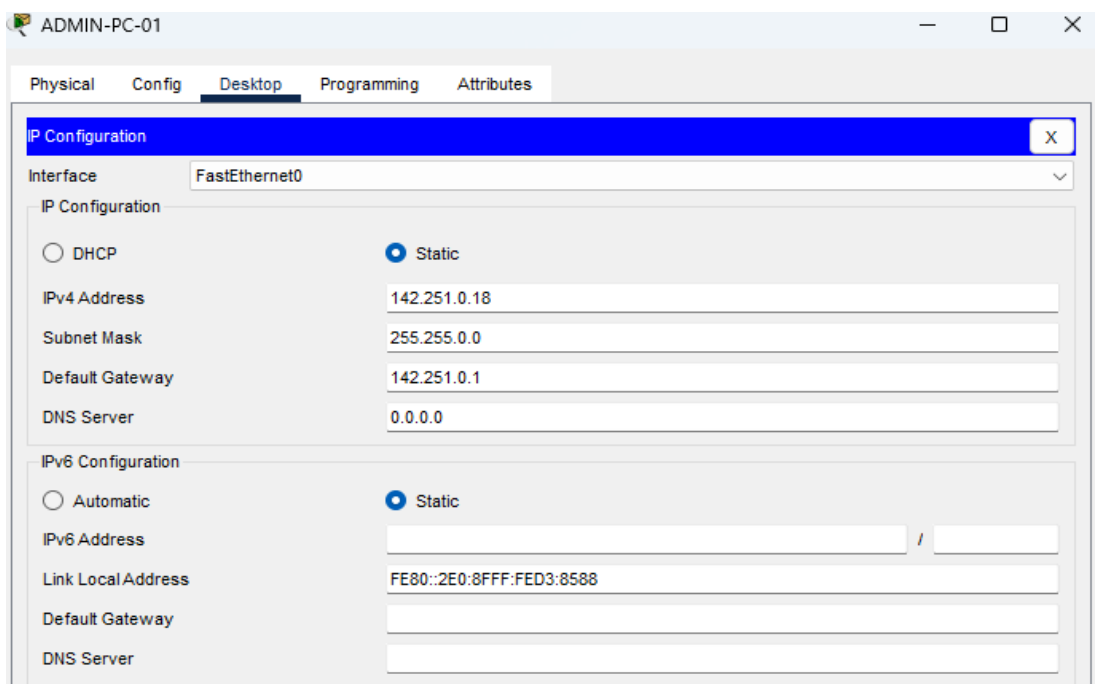 ADMIN-PC-01
Physical Config Desktop Programming Attributes
IP Configuration X
Interface FastEthernet0
IP Configuration
DHCP Static
IPv4 Address 142.251.0.18
Subnet Mask 255.255.0.0
Default Gateway 142.251.0.1
DNS Server 0.0.0.0
IPv6 Configuration
Automatic Static
IPv6 Address /
Link Local Address FE80::2E0:8FFF:FED3:8588
Default Gateway
DNS Server